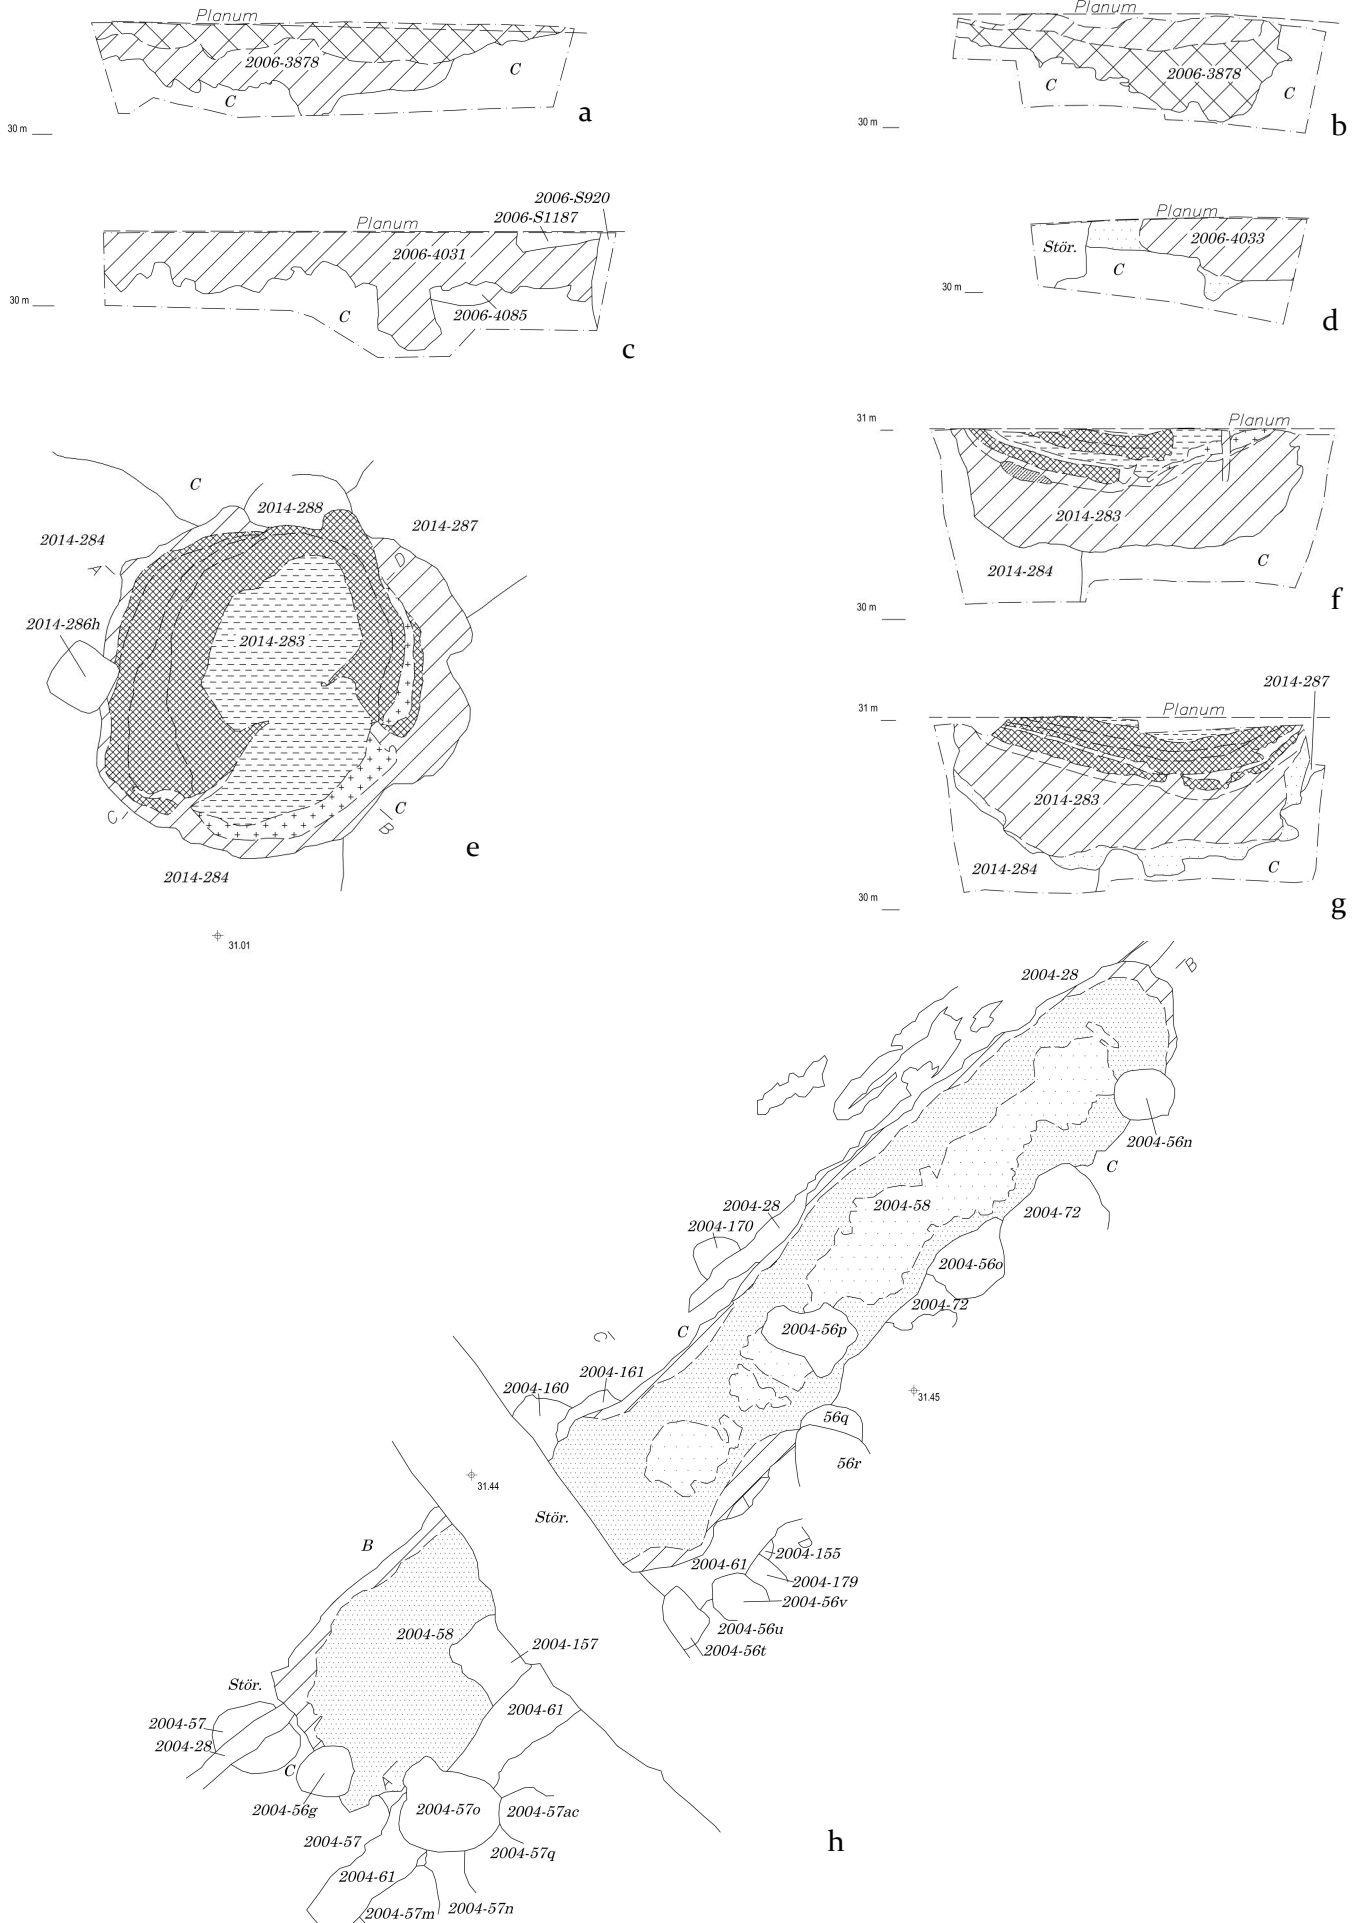 Planum
2006-3878
C
C
a
30 m
Planum
2006-3878
C
C
30 m
b
2006-S920
2006-S1187
Planum
2006-4031
30 m
C
2006-4085
c
Planum
Stör.
2006-4033
C
30 m
d
C
2014-288
2014-284
2014-287
A
D
2014-286h
2014-283
C
C
B
e
2014-284
31.01
31 m
Planum
2014-283
C
2014-284
f
30 m
2014-287
31 m
Planum
2014-283
2014-284
C
30 m
g
2004-28
B
2004-56n
C
2004-28
2004-58
2004-72
2004-170
2004-56o
2004-72
C
C
2004-56p
2004-161
2004-160
31.45
56q
56r
31.44
Stör.
B
D
2004-61
2004-155
2004-179
2004-56v
2004-56u
2004-56t
2004-58
2004-157
Stör.
2004-61
2004-57
2004-28
C
A
2004-56g
2004-57o
2004-57ac
2004-57
2004-57q
2004-61
2004-57n
2004-57m
h